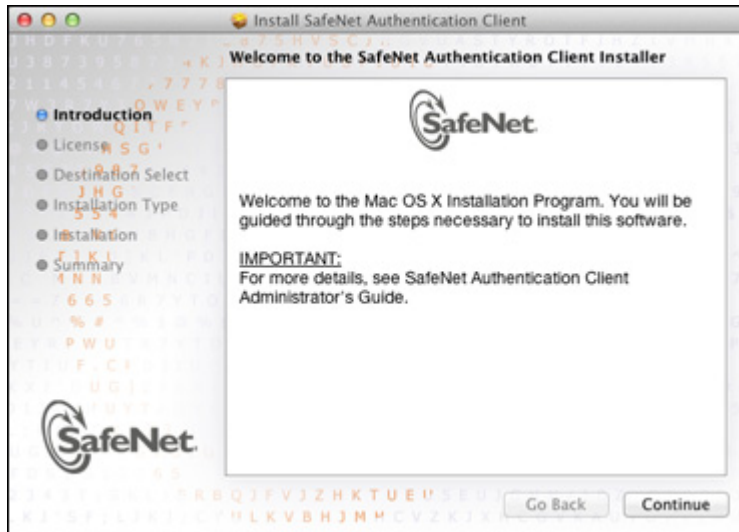 Install SafeNet Authentication Client
Welcome to the SafeNet Authentication Client Installer
Introduction
License
Destination Select
Installation Type
Installation
Summary
SafeNet.
Welcome to the Mac OS X Installation Program. You will be
guided through the steps necessary to install this software.
IMPORTANT:
For more details, see SafeNet Authentication Client
Administrator's Guide.
SafeNet.
Go Back
Continue